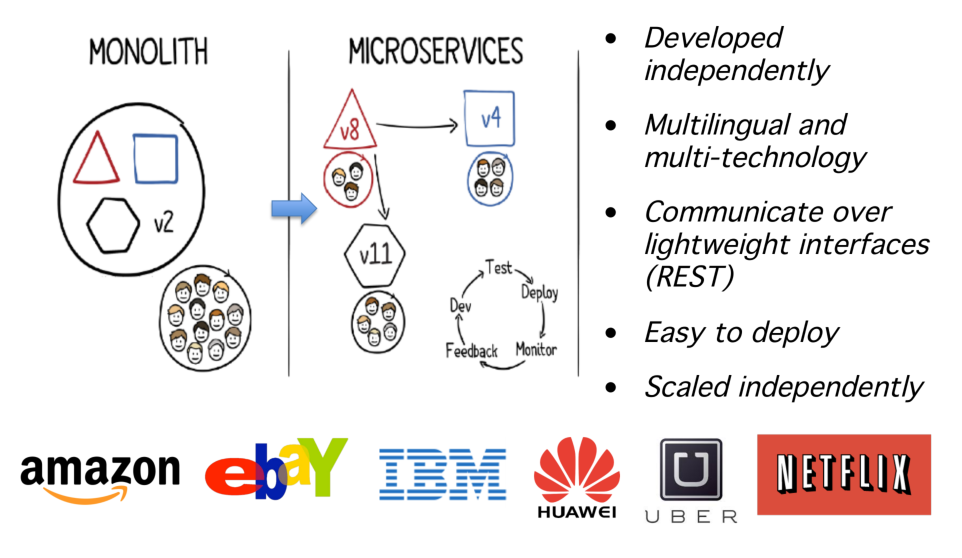 MONOLITH
v2
MICROSERVICES
v8
v4
v11
Test
Deploy
Monitor
Feedback
Dev
• Developed
independently
• Multilingual and
multi-technology
• Communicate over
lightweight interfaces
(REST)
• Easy to deploy
• Scaled independently
amazon
ebaY
IBM
HUAWEI
U
UBER
NETFLIX